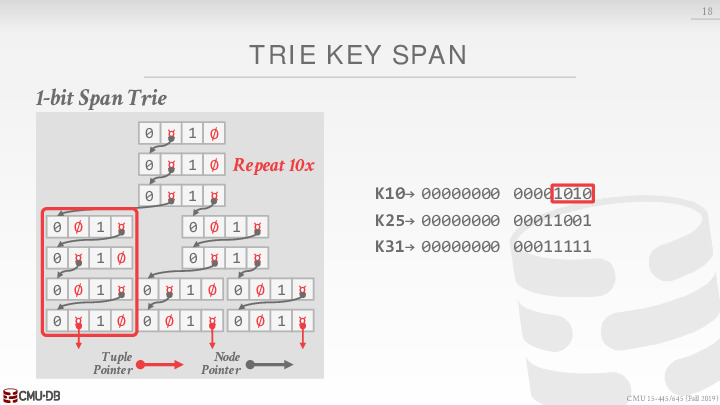 18
TRIE KEY SPAN
1-bit Span Trie
0 ¤ 1 Ø
0 ¤ 1 Ø Repeat 10x
0 ¤ 1 ¤
0 Ø 1 ¤ 0 Ø 1 ¤
0 ¤ 1 Ø 0 ¤ 1 ¤
0 Ø 1 ¤ 0 ¤ 1 ¤ 0 Ø 1 ¤
0 ¤ 1 Ø 0 Ø 1 ¤ 0 Ø 1 ¤
Tuple Pointer
Node Pointer
K10→ 00000000 00001010
K25→ 00000000 00011001
K31→ 00000000 00011111
CMU·DB
CMU 15-445/645 (Fall 2019)